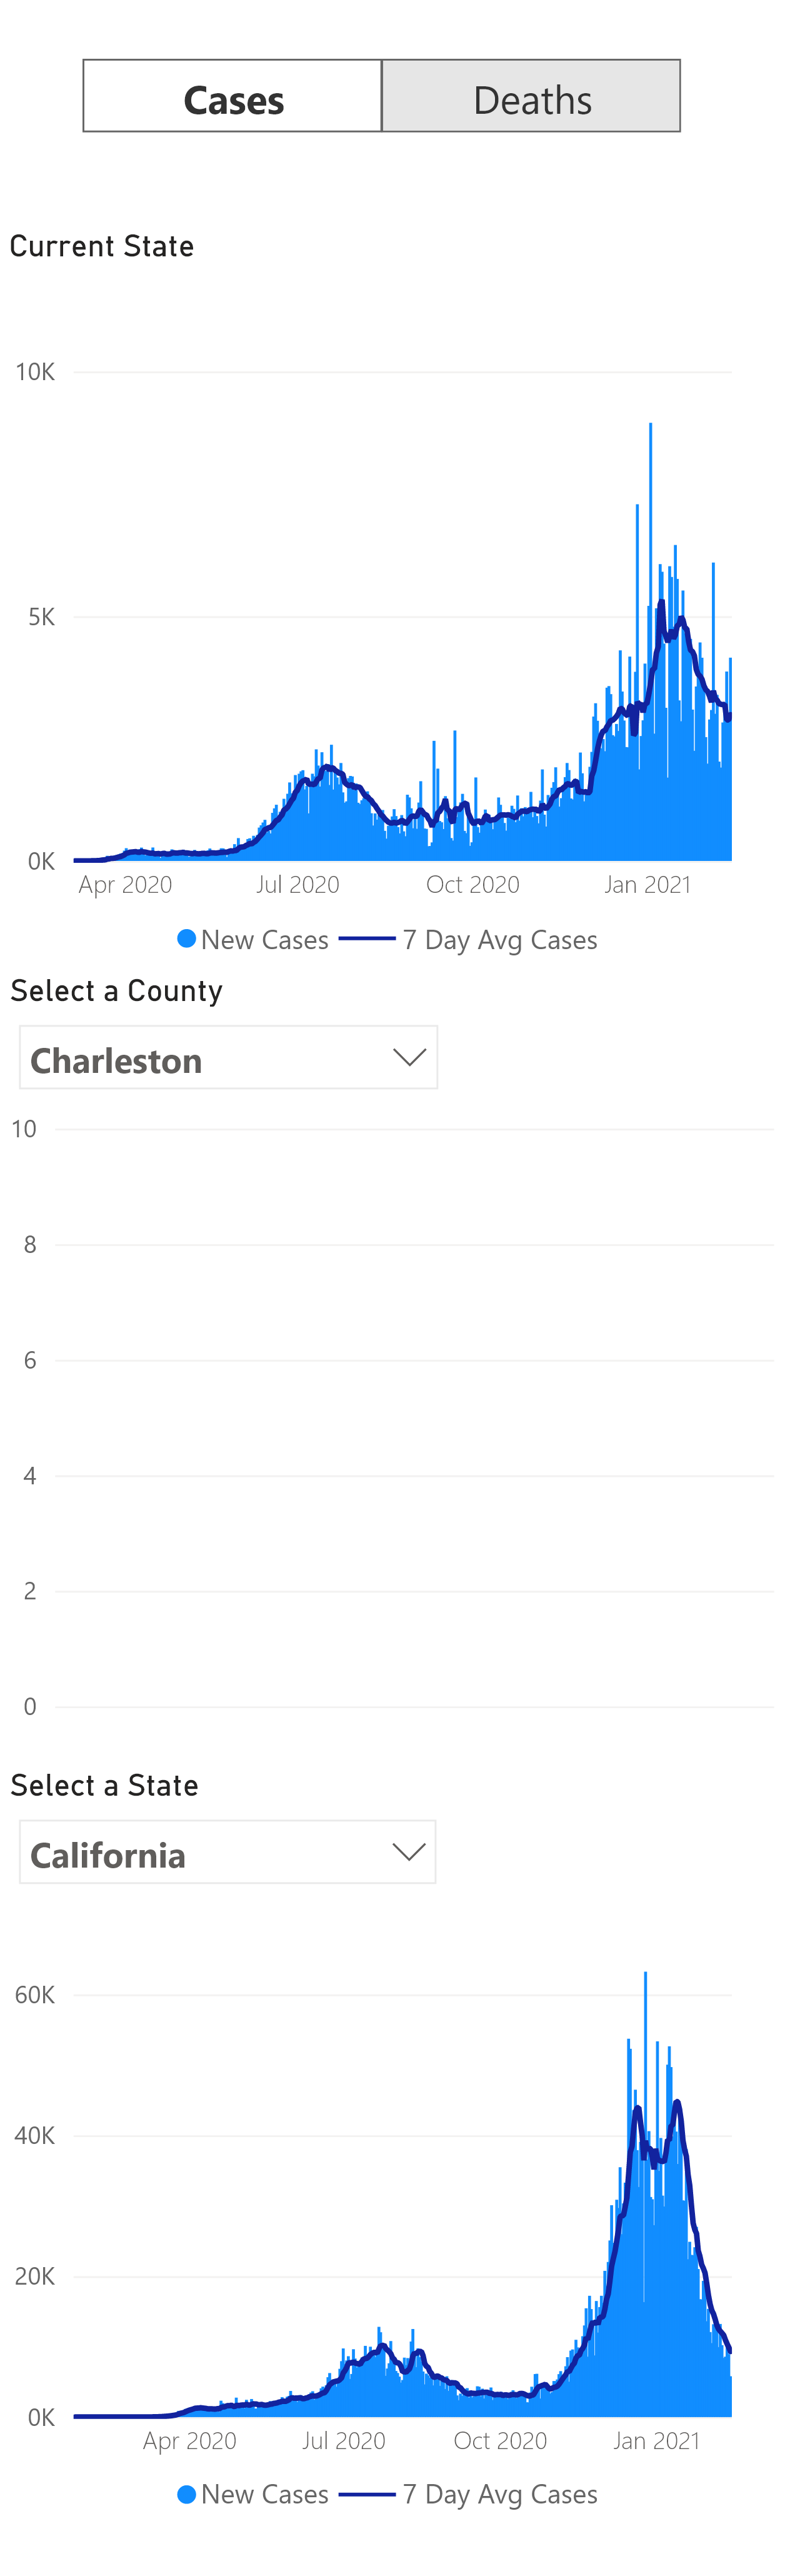 Cases Deaths
Current State
10K
5K
0K
Apr 2020 Jul 2020 Oct 2020 Jan 2021
New Cases 7 Day Avg Cases
Select a County
Charleston
10
8
6
4
2
0
Select a State
California
60K
40K
20K
0K
Apr 2020 Jul 2020 Oct 2020 Jan 2021
New Cases 7 Day Avg Cases